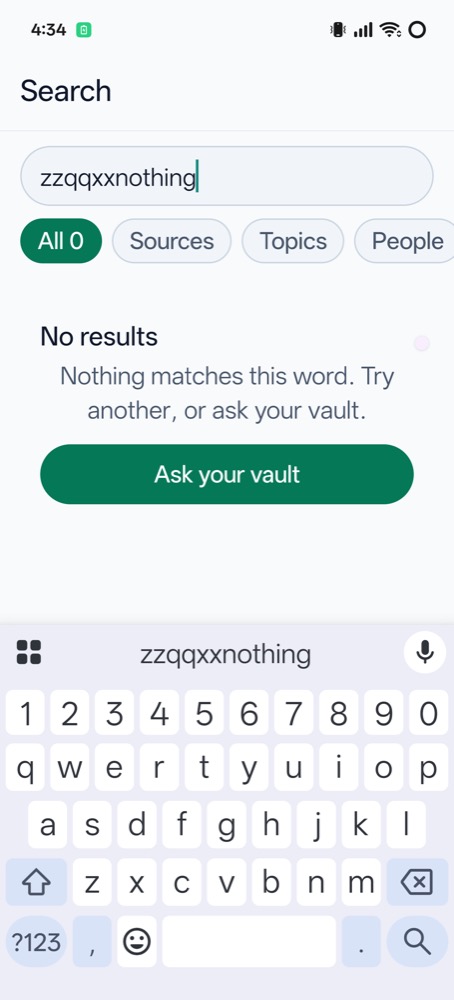 4:34
Search
zzqqxxnothing
All 0 Sources Topics People
No results
Nothing matches this word. Try
another, or ask your vault.
Ask your vault
zzqqxxnothing
1 2 3 4 5 6 7 8 9 0
q w e r t y u i o p
a s d f g h j k l
z x c v b n m
?123 , .